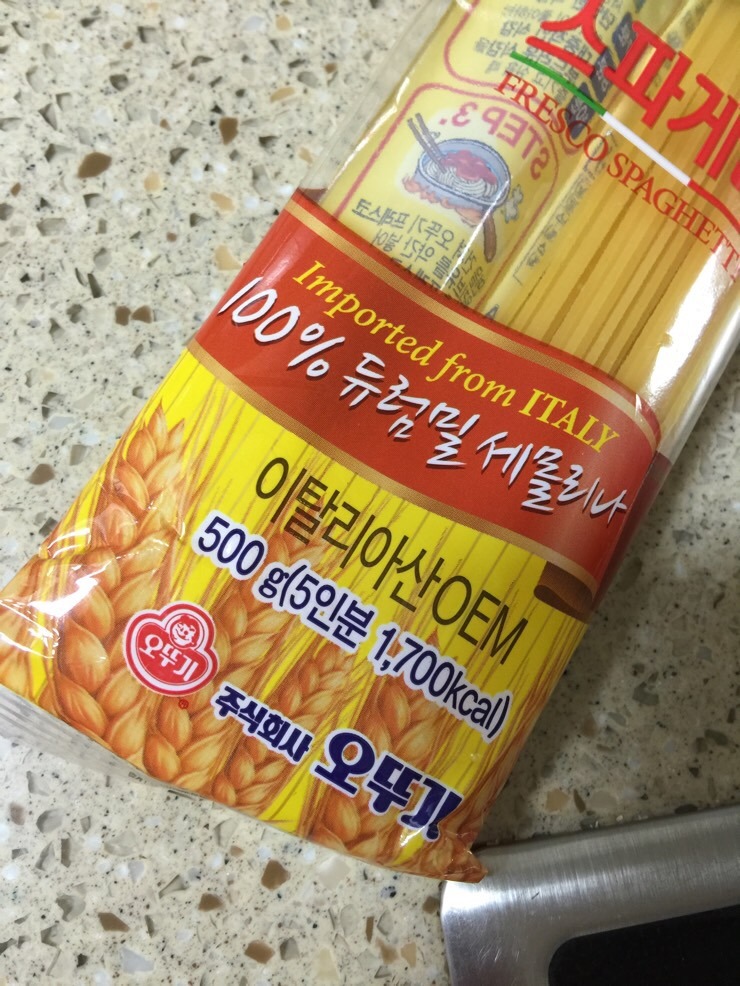 스파게
FRESCO SPAGHETT
STEP 3.
Imported from ITALY
100% 듀럼밀 세몰리나
이탈리아산OEM
500 g(5인분 1,700kcal)
오뚜기
주식회사 오뚜기